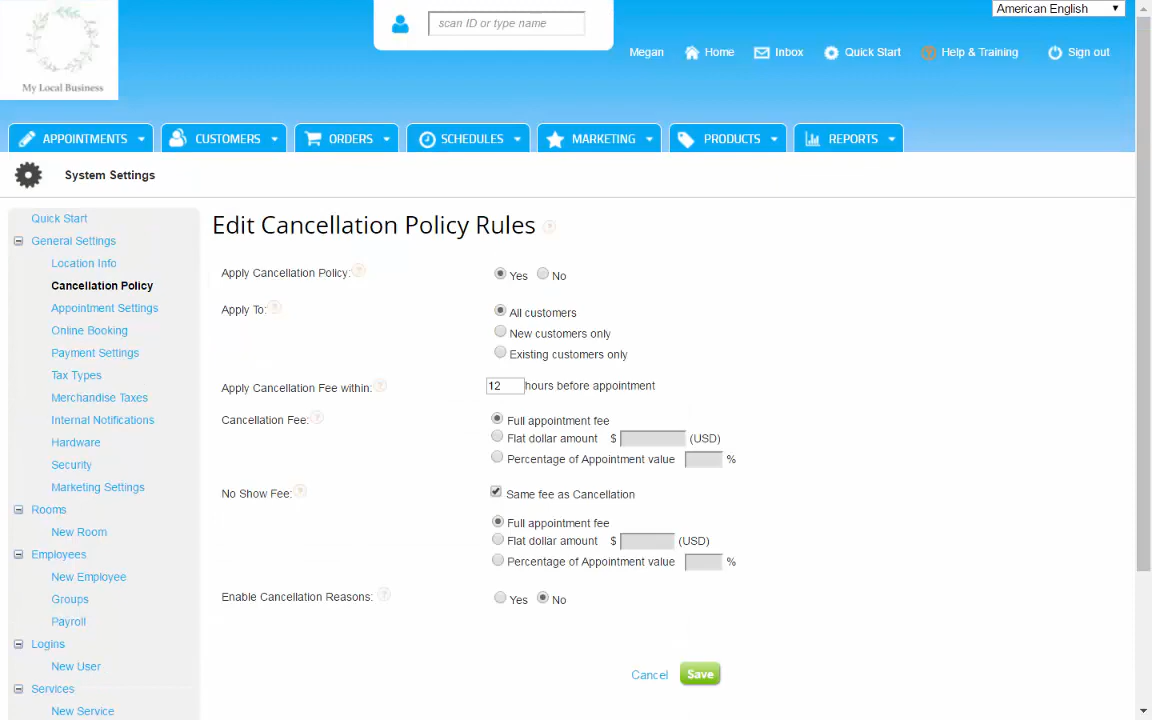 American English
scan ID or type name
My Local Business
Megan Home Inbox Quick Start Help & Training Sign out
APPOINTMENTS CUSTOMERS ORDERS SCHEDULES MARKETING PRODUCTS REPORTS
System Settings
Quick Start
General Settings
Location Info
Cancellation Policy
Appointment Settings
Online Booking
Payment Settings
Tax Types
Merchandise Taxes
Internal Notifications
Hardware
Security
Marketing Settings
Rooms
New Room
Employees
New Employee
Groups
Payroll
Logins
New User
Services
New Service
Edit Cancellation Policy Rules ?
Apply Cancellation Policy: ? Yes No
Apply To: ? All customers
New customers only
Existing customers only
Apply Cancellation Fee within: ? 12 hours before appointment
Cancellation Fee: ? Full appointment fee
Flat dollar amount $ (USD)
Percentage of Appointment value %
No Show Fee: ? Same fee as Cancellation
Full appointment fee
Flat dollar amount $ (USD)
Percentage of Appointment value %
Enable Cancellation Reasons: ? Yes No
Cancel Save